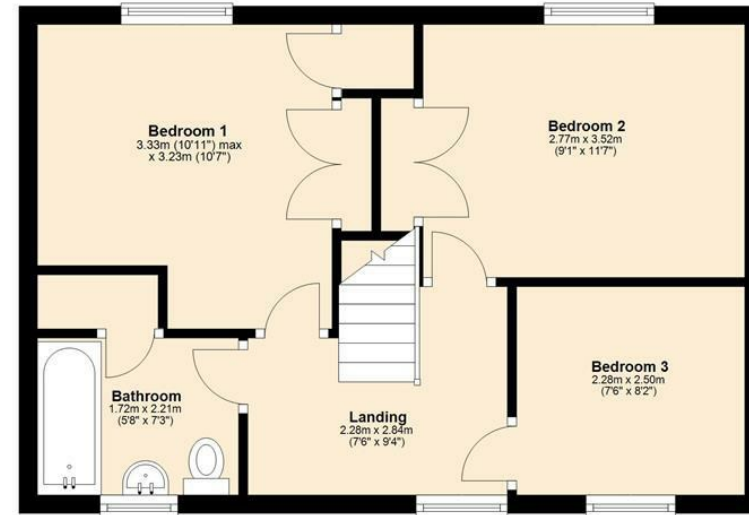 Bedroom 1
3.33m (10'11") max
x 3.23m (10'7")
Bedroom 2
2.77m x 3.52m
(9'1" x 11'7")
Bathroom
1.72m x 2.21m
(5'8" x 7'3")
Landing
2.28m x 2.84m
(7'6" x 9'4")
Bedroom 3
2.28m x 2.50m
(7'6" x 8'2")